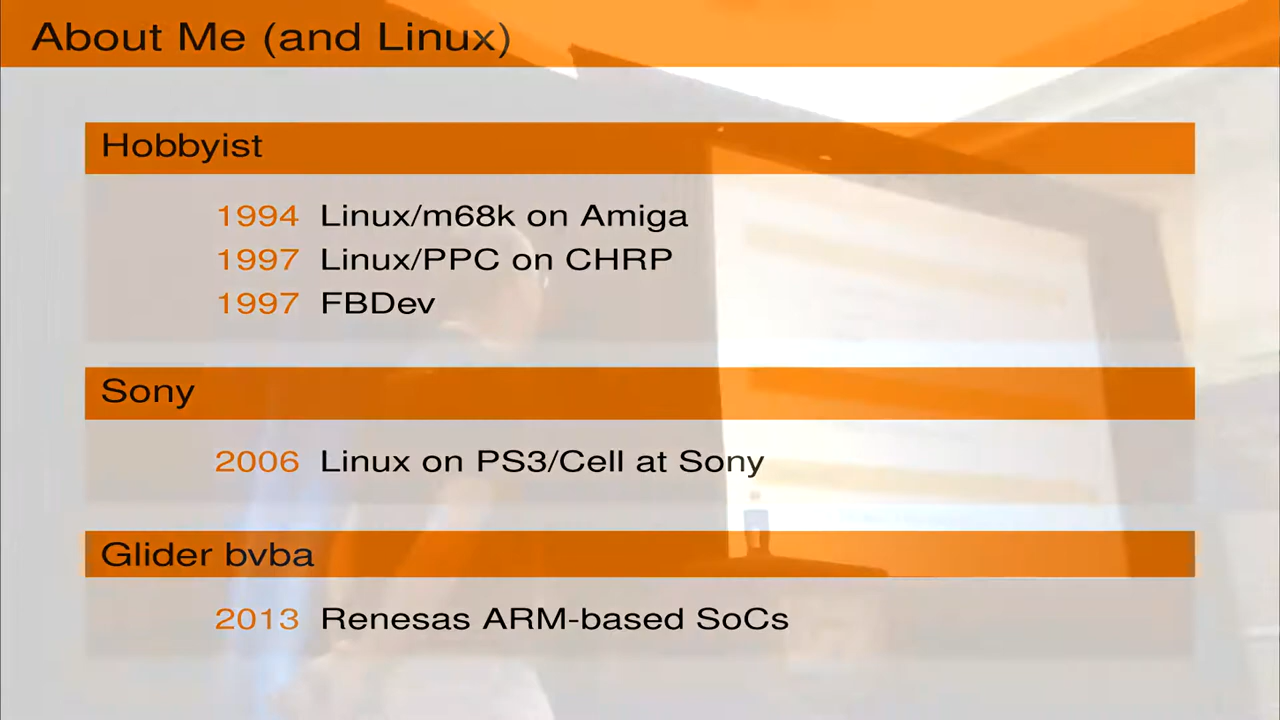 About Me (and Linux)
Hobbyist
1994 Linux/m68k on Amiga
1997 Linux/PPC on CHRP
1997 FBDev
Sony
2006 Linux on PS3/Cell at Sony
Glider bvba
2013 Renesas ARM-based SoCs